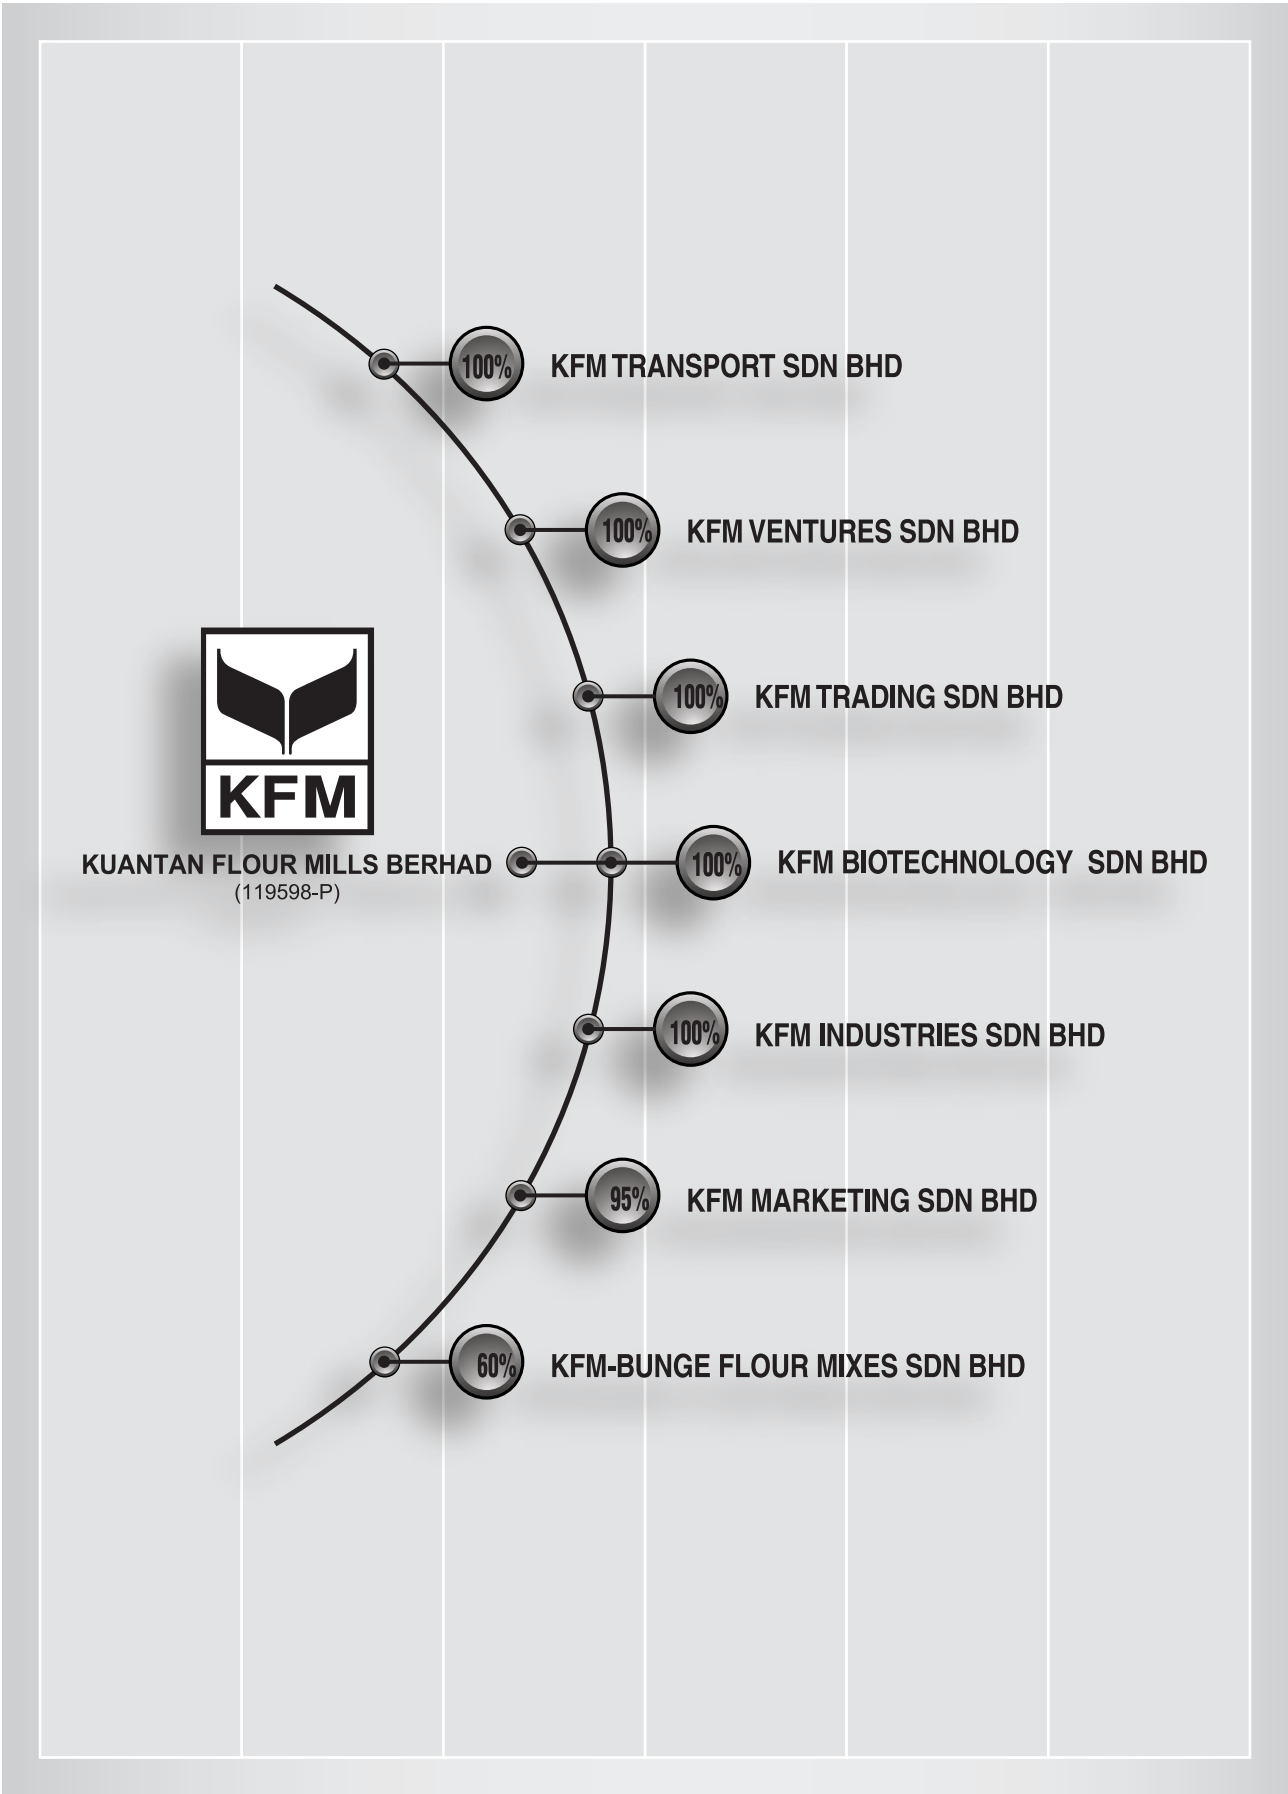 100% KFM TRANSPORT SDN BHD
100% KFM VENTURES SDN BHD
100% KFM TRADING SDN BHD
KFM
KUANTAN FLOUR MILLS BERHAD
(119598-P)
100% KFM BIOTECHNOLOGY SDN BHD
100% KFM INDUSTRIES SDN BHD
95% KFM MARKETING SDN BHD
60% KFM-BUNGE FLOUR MIXES SDN BHD